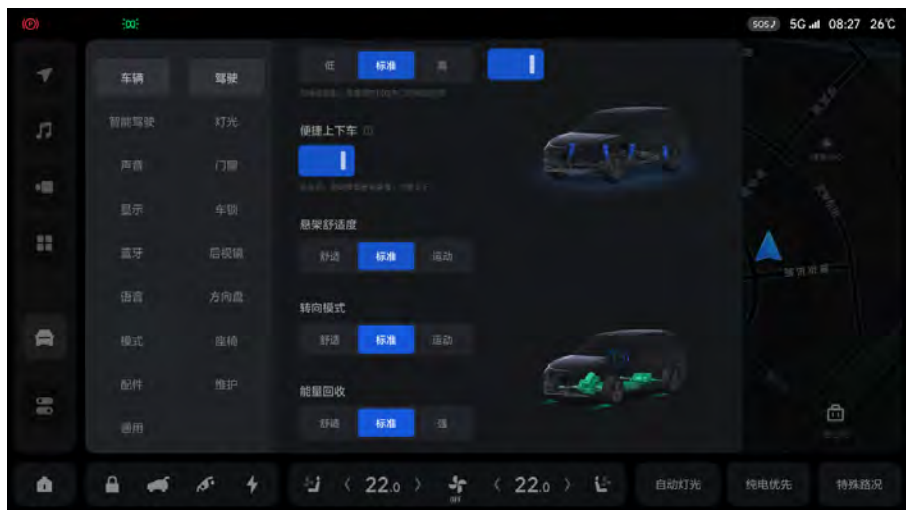 SOS 5G 08:27 26℃
车辆 驾驶
低 标准 高
智能驾驶 灯光
便捷上下车
声音 门窗
显示 车锁
悬架舒适度
蓝牙 后视镜
舒适 标准 运动
语言 方向盘
转向模式
模式 座椅
舒适 标准 运动
配件 维护
能量回收
通用
舒适 标准 强
22.0 OFF 22.0
自动灯光 纯电优先 特殊路况